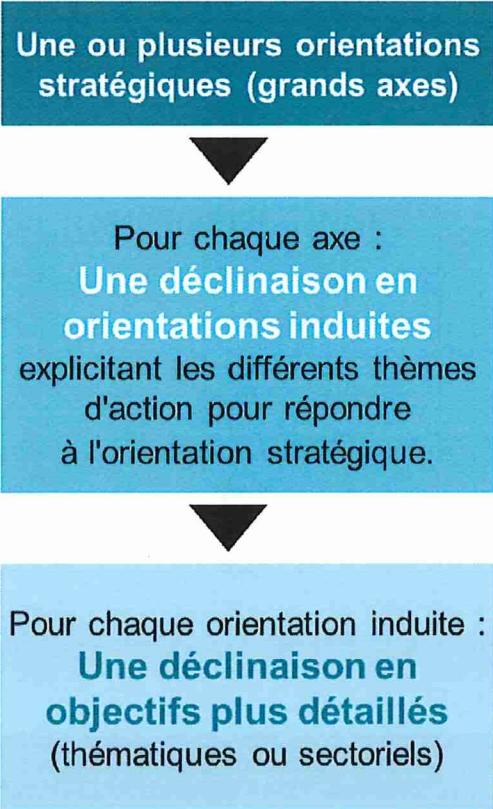 Une ou plusieurs orientations
stratégiques (grands axes)
Pour chaque axe :
Une déclinaison en
orientations induites
explicitant les différents thèmes
d'action pour répondre
à l'orientation stratégique.
Pour chaque orientation induite :
Une déclinaison en
objectifs plus détaillés
(thématiques ou sectoriels)